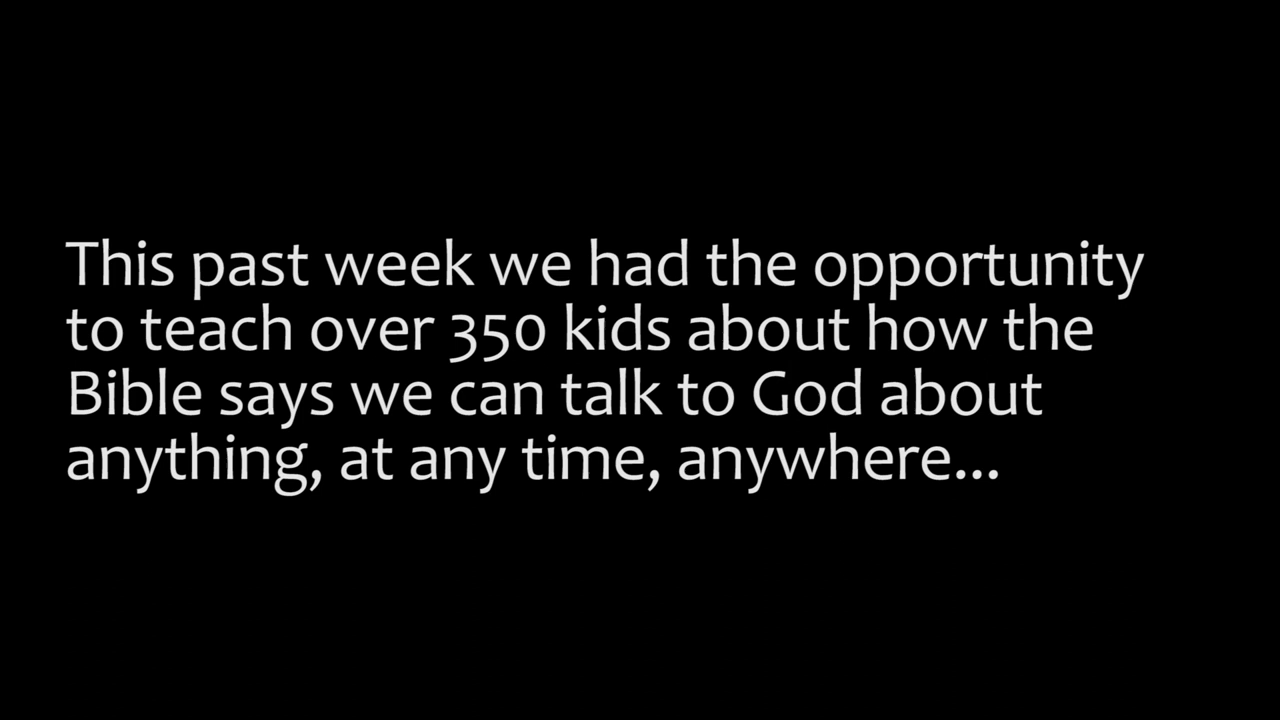 This past week we had the opportunity
to teach over 350 kids about how the
Bible says we can talk to God about
anything, at any time, anywhere...